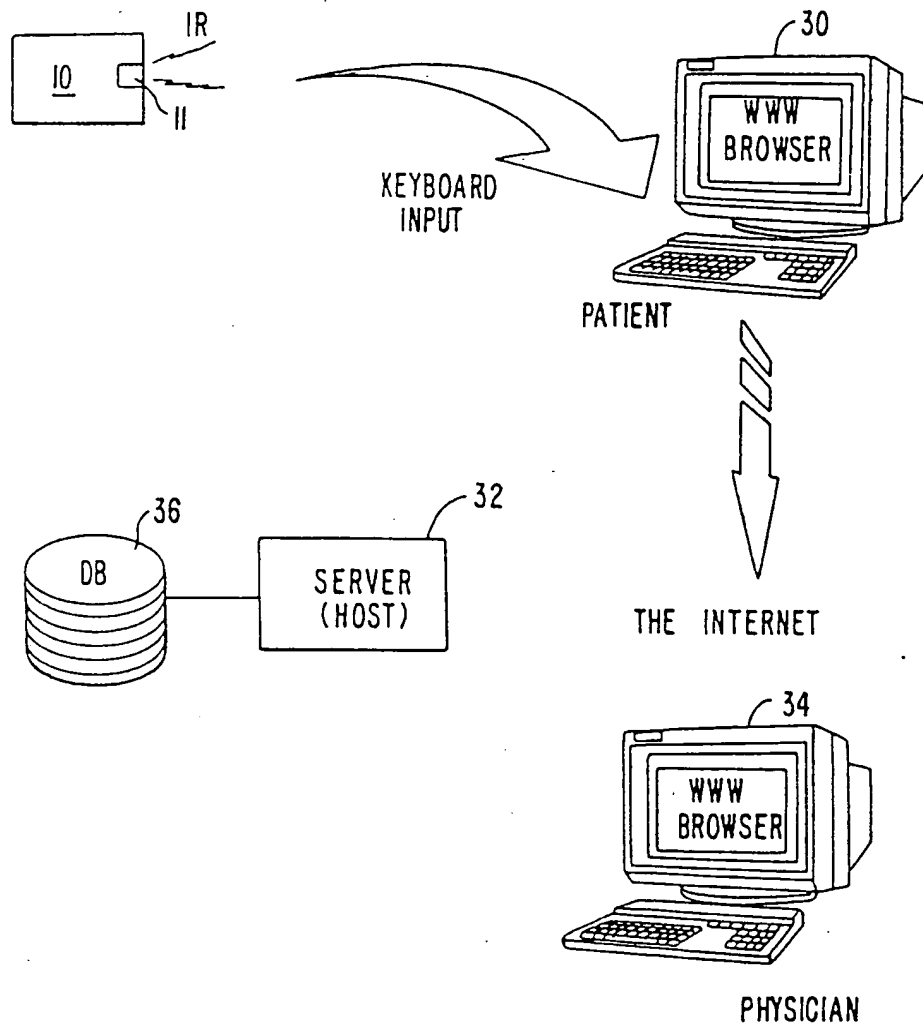 30
IR
10
11
WWW
BROWSER
KEYBOARD
INPUT
PATIENT
36
32
DB
SERVER
(HOST)
THE INTERNET
34
WWW
BROWSER
PHYSICIAN